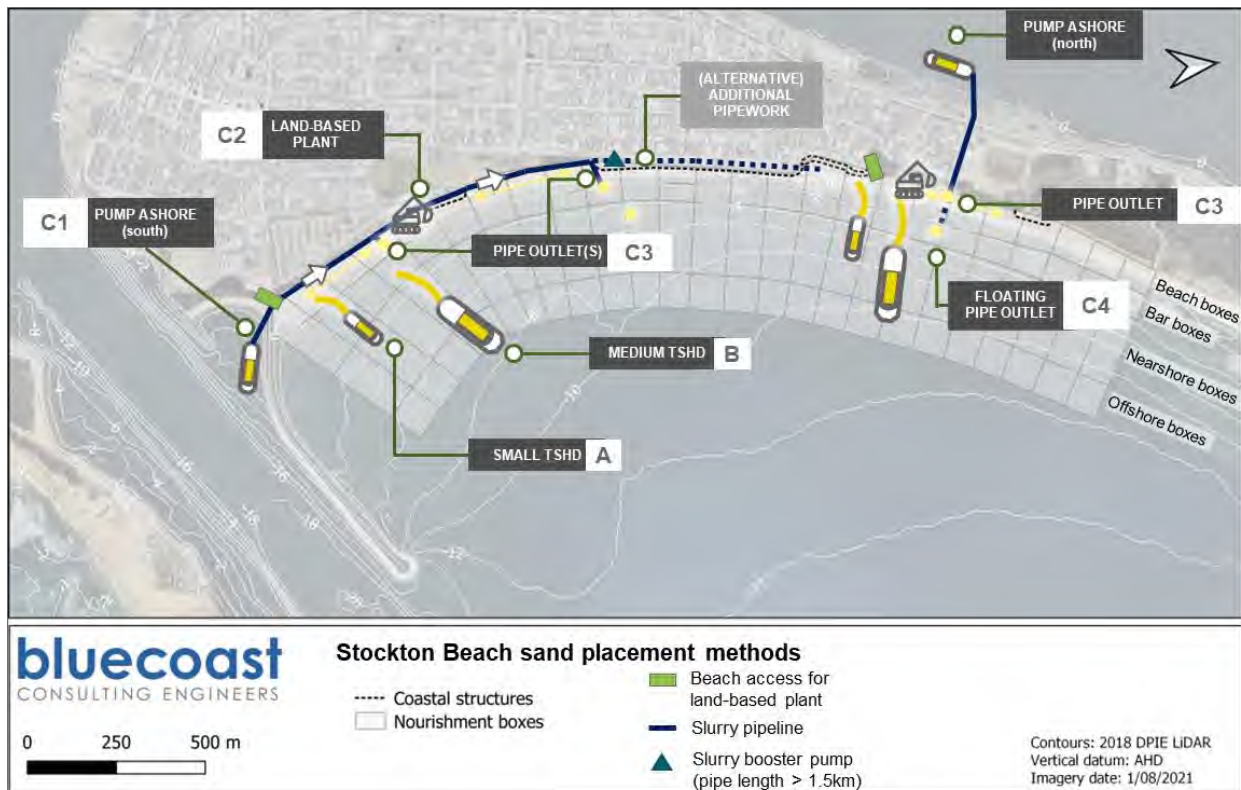 PUMP ASHORE
(north)
(ALTERNATIVE)
ADDITIONAL
PIPEWORK
C2
LAND-BASED
PLANT
C1
PUMP ASHORE
(south)
PIPE OUTLET
C3
PIPE OUTLET(S)
C3
FLOATING
PIPE OUTLET
C4
MEDIUM TSHD
B
SMALL TSHD
A
Beach boxes
Bar boxes
Nearshore boxes
Offshore boxes
bluecoast
CONSULTING ENGINEERS
0 250 500 m
Stockton Beach sand placement methods
Coastal structures
Nourishment boxes
Beach access for
land-based plant
Slurry pipeline
Slurry booster pump
(pipe length > 1.5km)
Contours: 2018 DPIE LiDAR
Vertical datum: AHD
Imagery date: 1/08/2021